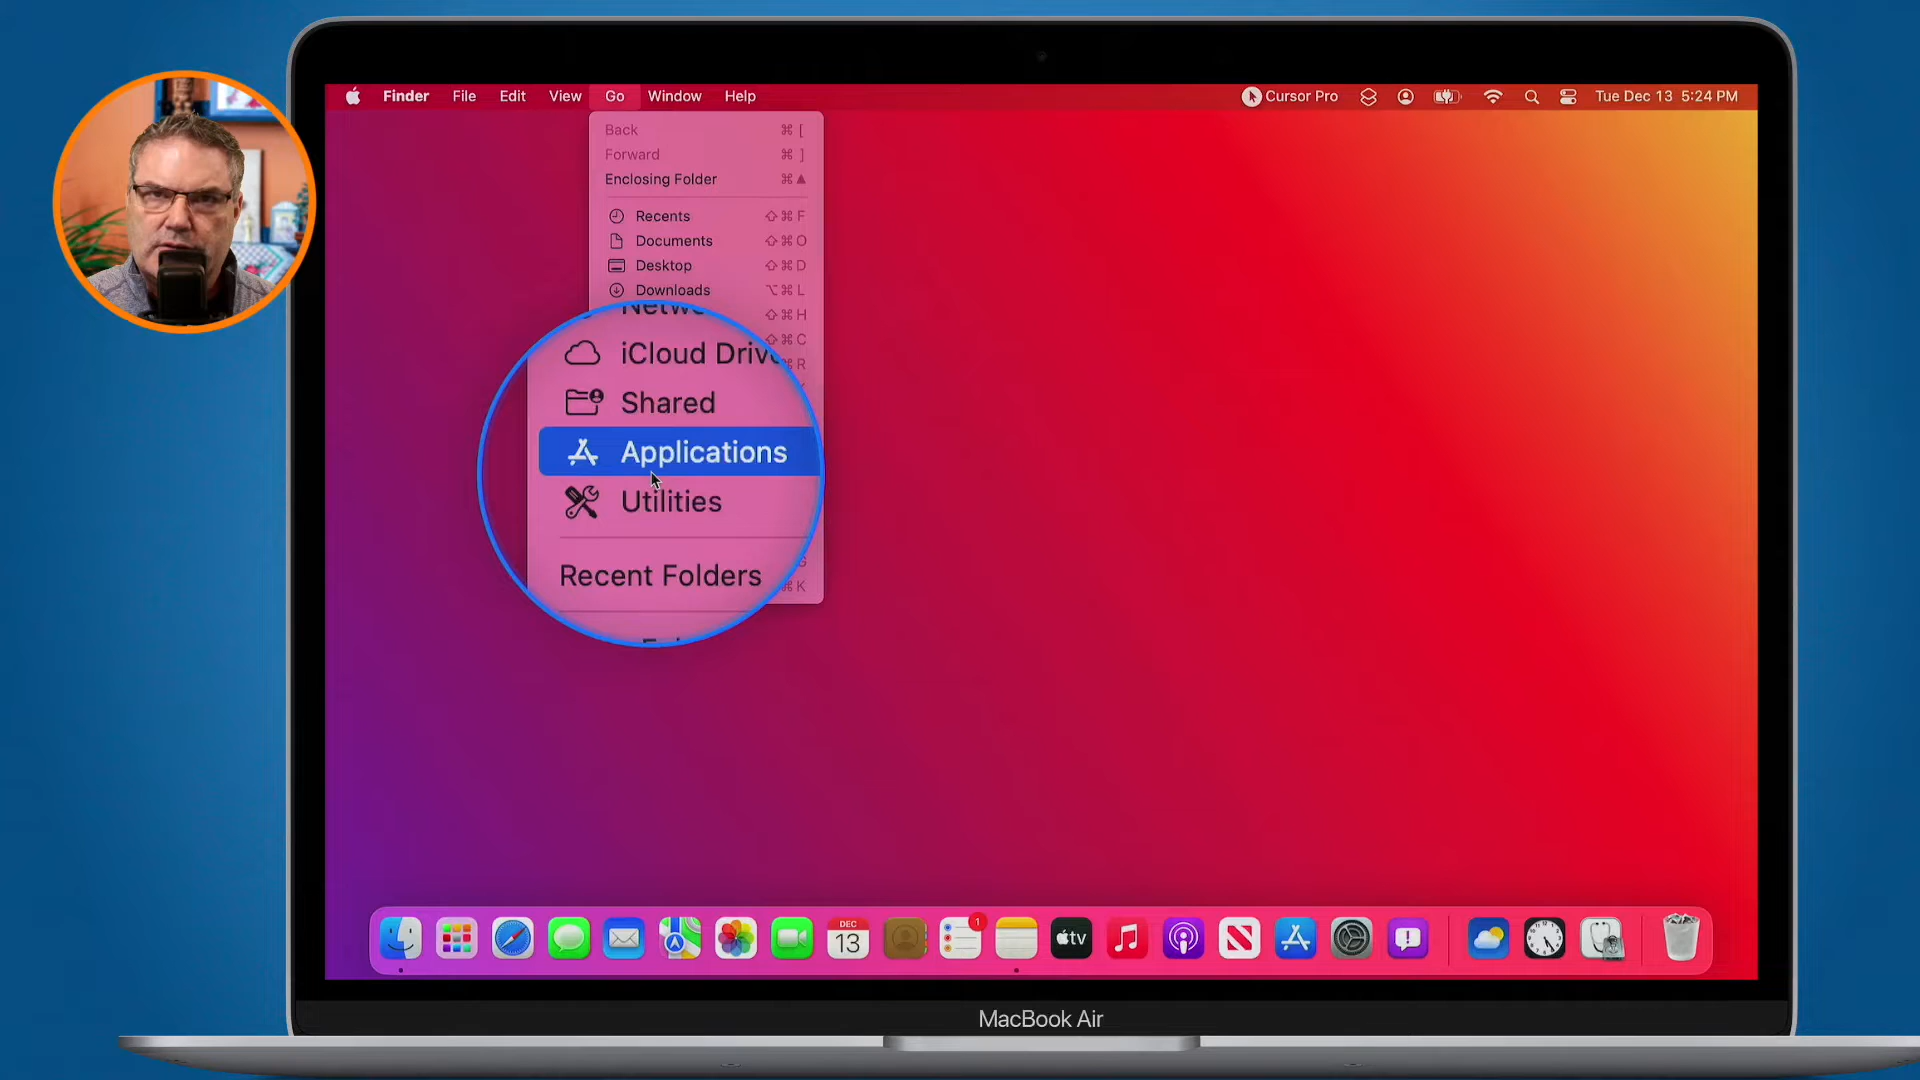 Finder File Edit View Go Window Help Cursor Pro Tue Dec 13 5:24 PM
Back ⌘ [
Forward ⌘ ]
Enclosing Folder ⌘ ▲
Recents ⇧ ⌘ F
Documents ⇧ ⌘ O
Desktop ⇧ ⌘ D
Downloads ⌥ ⌘ L
⇧ ⌘ H
⇧ ⌘ C
iCloud Drive
⌘ R
Shared
Applications
Utilities
Recent Folders
⌘ K
DEC
13
1
tv
MacBook Air